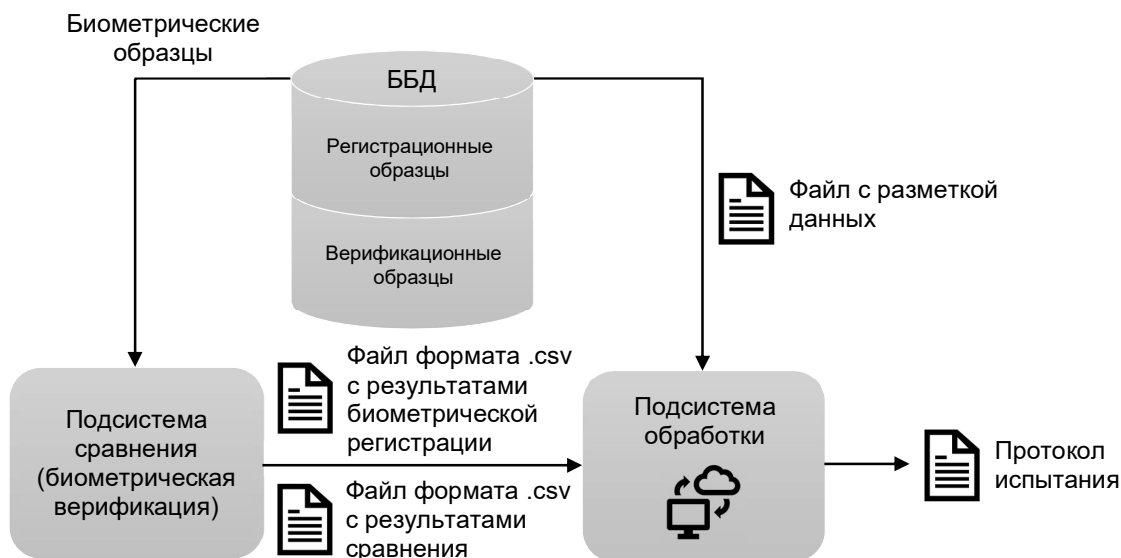 Биометрические
образцы
ББД
Регистрационные
образцы
Верификационные
образцы
Файл с разметкой
данных
Файл формата .csv
с результатами
биометрической
регистрации
Подсистема
сравнения
(биометрическая
верификация)
Подсистема
обработки
Протокол
испытания
Файл формата .csv
с результатами
сравнения